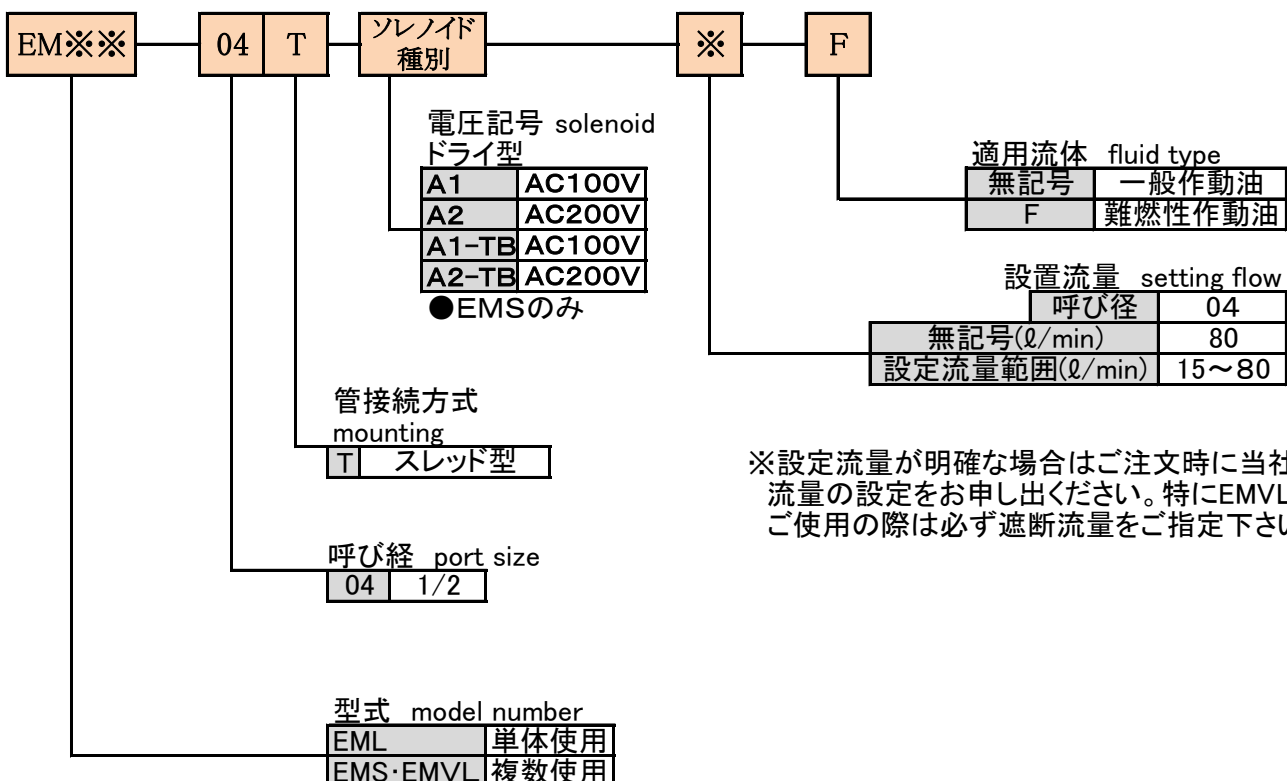 EM※※ 04 T ソレノイド種別 ※ F
電圧記号 solenoid
ドライ型
A1 AC100V
A2 AC200V
A1-TB AC100V
A2-TB AC200V
●EMSのみ
適用流体 fluid type
無記号 一般作動油
F 難燃性作動油
設置流量 setting flow
呼び径 04
無記号(ℓ/min) 80
設定流量範囲(ℓ/min) 15～80
管接続方式
mounting
T スレッド型
※設定流量が明確な場合はご注文時に当社
流量の設定をお申し出ください。特にEMVL
ご使用の際は必ず遮断流量をご指定下さい
呼び経 port size
04 1/2
型式 model number
EML 単体使用
EMS·EMVL 複数使用